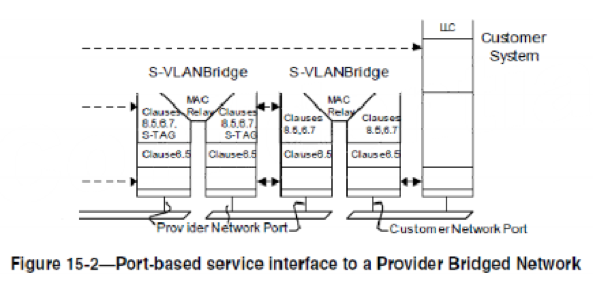 LLC
Customer
System
S-VLANBridge
S-VLANBridge
MAC
Relay
Clauses
8.5,6.7,
S-TAG
Clauses
8.5,6.7,
S-TAG
MAC
Relay
Clauses
8.5,6.7
Clauses
8.5,6.7
Clause6.5
Clause6.5
Clause6.5
Clause6.5
Provider Network Port
Customer Network Port
Figure 15-2—Port-based service interface to a Provider Bridged Network